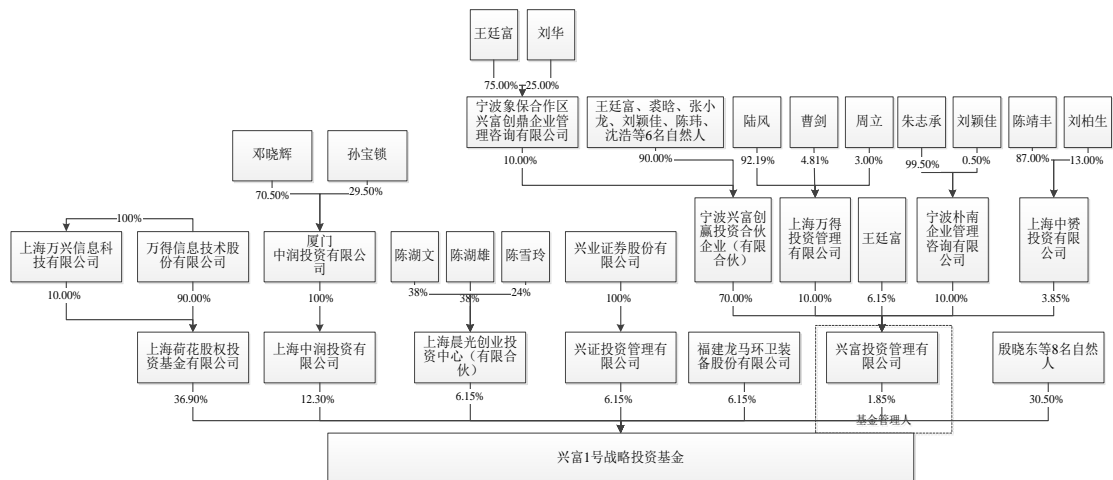 王廷富
刘华
75.00%
25.00%
宁波象保合作区
兴富创鼎企业管
理咨询有限公司
王廷富、裘晗、张小
龙、刘颖佳、陈玮、
沈浩等6名自然人
陆风
曹剑
周立
朱志承
刘颖佳
陈靖丰
刘柏生
10.00%
90.00%
92.19%
4.81%
3.00%
99.50%
0.50%
87.00%
13.00%
邓晓辉
孙宝锁
70.50%
29.50%
100%
上海万兴信息科
技有限公司
万得信息技术股
份有限公司
厦门
中润投资有限公
司
陈湖文
陈湖雄
陈雪玲
兴业证券股份有
限公司
宁波兴富创
赢投资合伙
企业（有限
合伙）
上海万得
投资管理
有限公司
王廷富
宁波朴南
企业管理
咨询有限
公司
上海中赟
投资有限
公司
10.00%
90.00%
100%
38%
38%
24%
100%
70.00%
10.00%
6.15%
10.00%
3.85%
上海荷花股权投
资基金有限公司
上海中润投资有
限公司
上海晨光创业投
资中心（有限合
伙）
兴证投资管理有
限公司
福建龙马环卫装
备股份有限公司
兴富投资管理有
限公司
殷晓东等8名自然
人
36.90%
12.30%
6.15%
6.15%
6.15%
1.85%
30.50%
基金管理人
兴富1号战略投资基金